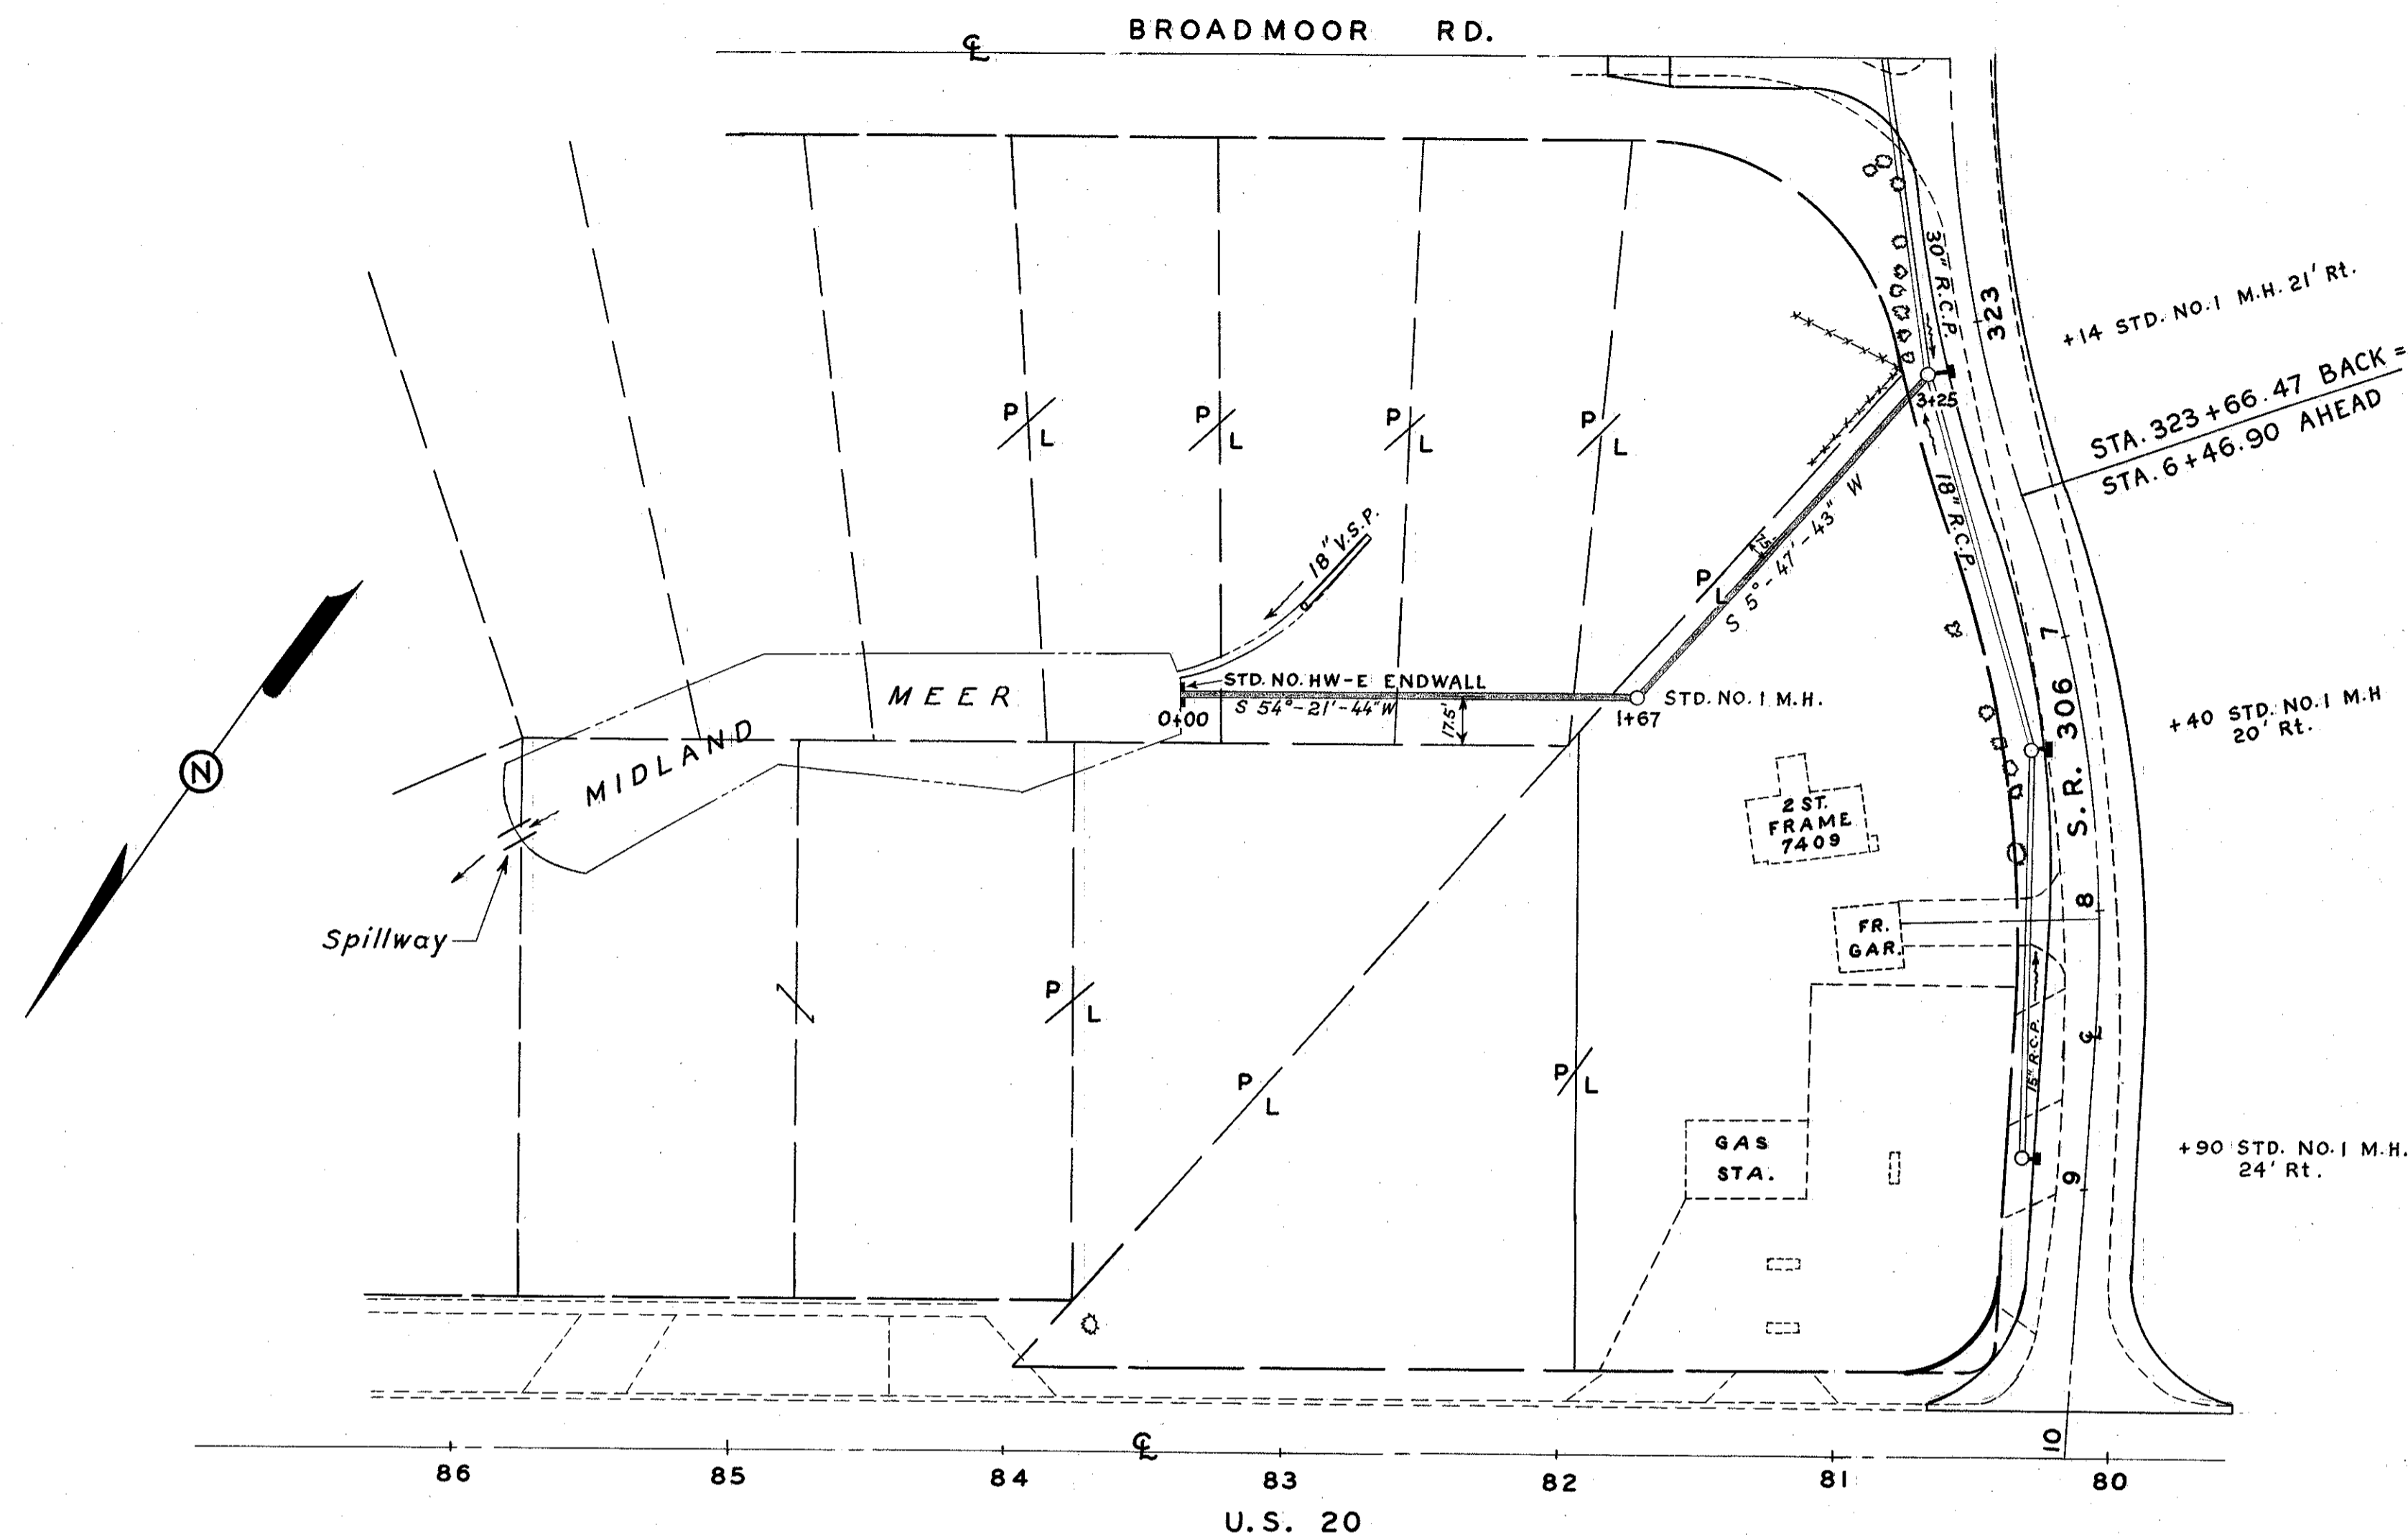 BROADMOOR RD.
℄
30" R.C.P.
323
+14 STD. NO. 1 M.H. 21' Rt.
3+25
STA. 323+66.47 BACK =
STA. 6+46.90 AHEAD
P L
P L
P L
P L
18" R.C.P.
18" V.S.P.
7.5'
P L
S 5°-47'-43" W
7
MIDLAND MEER
STD. NO. HW-E ENDWALL
S 54°-21'-44" W
0+00
17.5'
1+67
STD. NO. 1 M.H.
S.R. 306
+40 STD. NO. 1 M.H
20' Rt.
N
2 ST.
FRAME
7409
Spillway
8
FR.
GAR.
P L
P L
P L
15" R.C.P.
℄
GAS
STA.
+90 STD. NO. 1 M.H.
24' Rt.
9
10
℄
86 85 84 83 82 81 80
U.S. 20